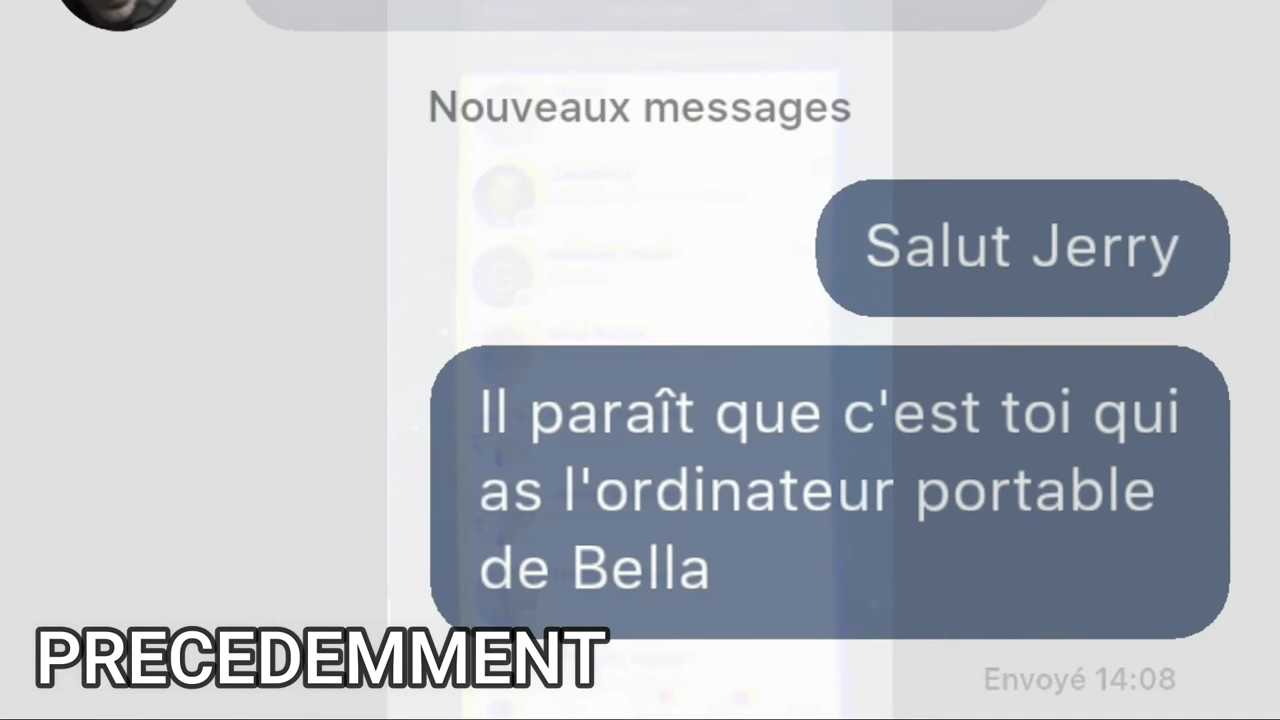 Nouveaux messages
Salut Jerry
Il paraît que c'est toi qui
as l'ordinateur portable
de Bella
PRECEDEMMENT
Envoyé 14:08